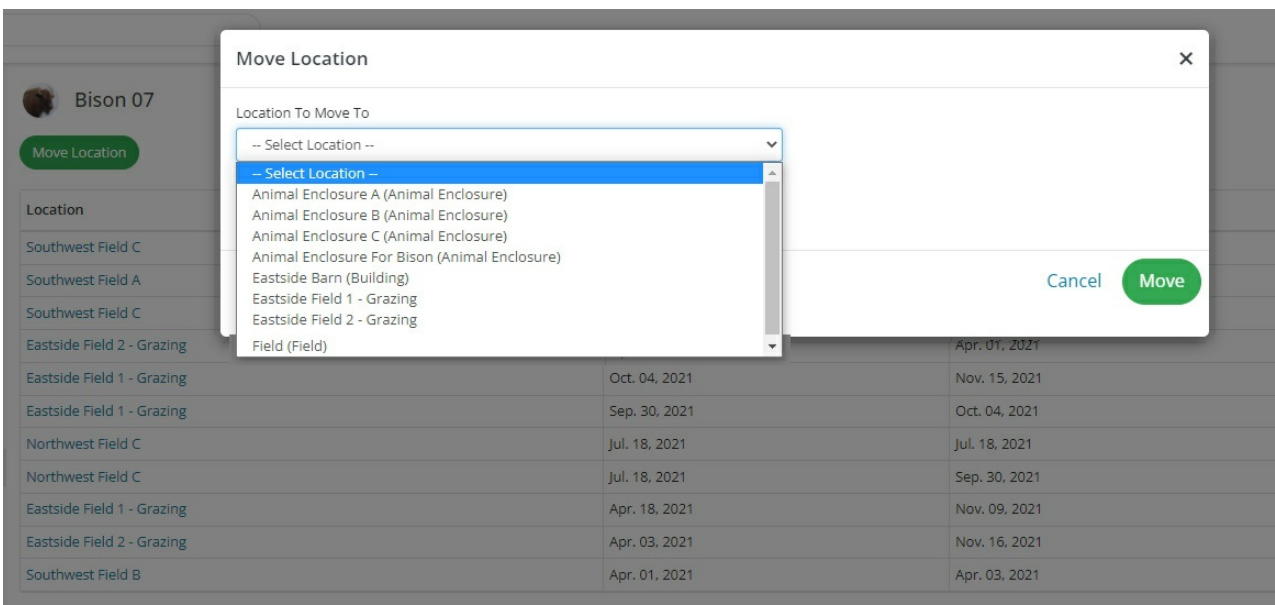 Move Location
×
Bison 07
Location To Move To
Move Location
-- Select Location --
-- Select Location --
Animal Enclosure A (Animal Enclosure)
Animal Enclosure B (Animal Enclosure)
Animal Enclosure C (Animal Enclosure)
Animal Enclosure For Bison (Animal Enclosure)
Eastside Barn (Building)
Eastside Field 1 - Grazing
Eastside Field 2 - Grazing
Field (Field)
Cancel Move
Location
Southwest Field C
Southwest Field A
Southwest Field C
Eastside Field 2 - Grazing Apr. 01, 2021
Eastside Field 1 - Grazing Oct. 04, 2021 Nov. 15, 2021
Eastside Field 1 - Grazing Sep. 30, 2021 Oct. 04, 2021
Northwest Field C Jul. 18, 2021 Jul. 18, 2021
Northwest Field C Jul. 18, 2021 Sep. 30, 2021
Eastside Field 1 - Grazing Apr. 18, 2021 Nov. 09, 2021
Eastside Field 2 - Grazing Apr. 03, 2021 Nov. 16, 2021
Southwest Field B Apr. 01, 2021 Apr. 03, 2021